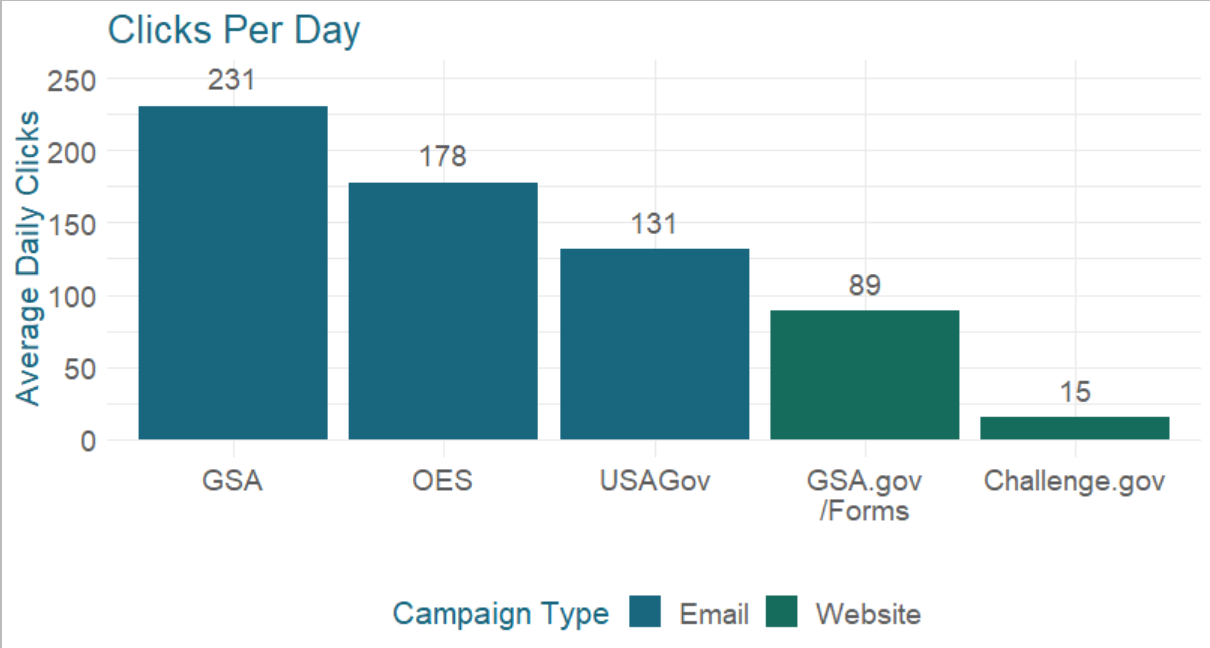 Clicks Per Day
Average Daily Clicks
250
200
150
100
50
0
231
178
131
89
15
GSA
OES
USAGov
GSA.gov
/Forms
Challenge.gov
Campaign Type
Email
Website